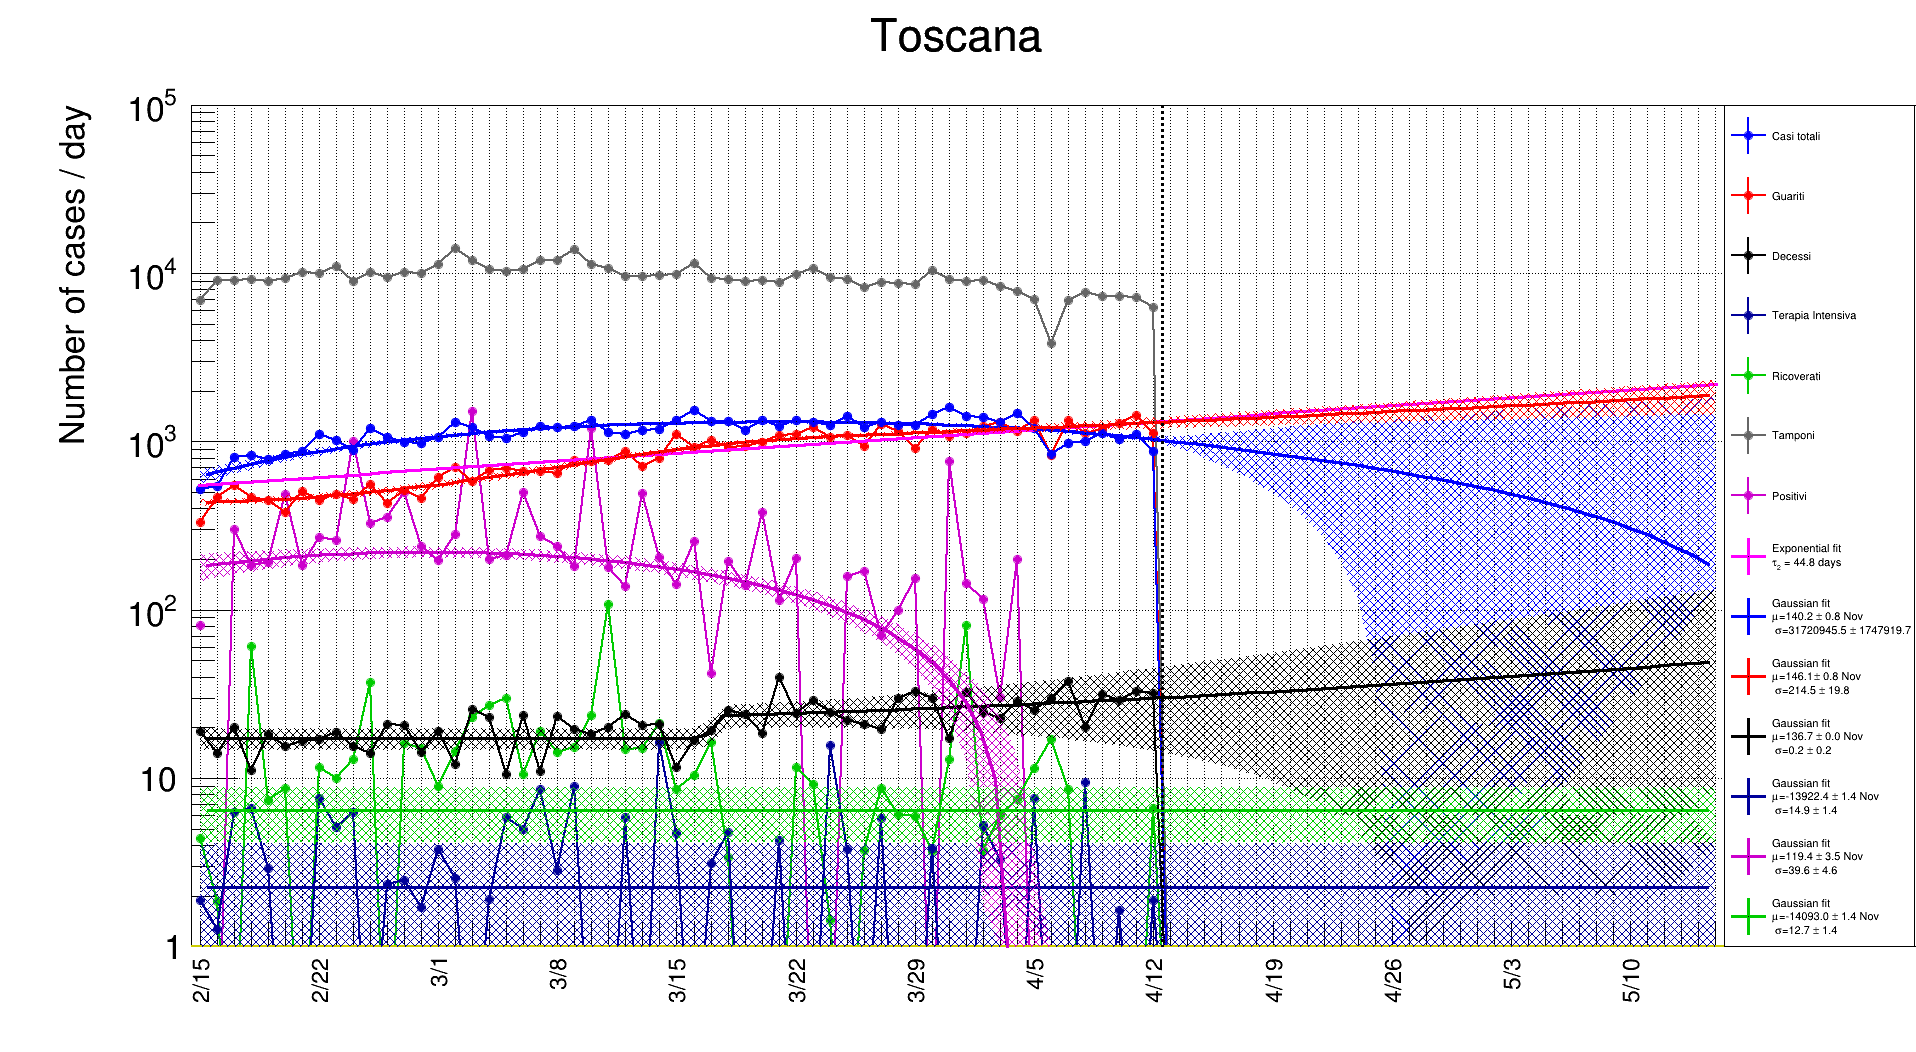 Toscana
Number of cases / day
10^5
10^4
10^3
10^2
10
1
2/15 2/22 3/1 3/8 3/15 3/22 3/29 4/5 4/12 4/19 4/26 5/3 5/10
Casi totali
Guariti
Decessi
Terapia Intensiva
Ricoverati
Tamponi
Positivi
Exponential fit
τ₂ = 44.8 days
Gaussian fit
μ=140.2 ± 0.8 Nov
σ=31720945.5 ± 1747919.7
Gaussian fit
μ=146.1 ± 0.8 Nov
σ=214.5 ± 19.8
Gaussian fit
μ=136.7 ± 0.0 Nov
σ=0.2 ± 0.2
Gaussian fit
μ=-13922.4 ± 1.4 Nov
σ=14.9 ± 1.4
Gaussian fit
μ=119.4 ± 3.5 Nov
σ=39.6 ± 4.6
Gaussian fit
μ=-14093.0 ± 1.4 Nov
σ=12.7 ± 1.4